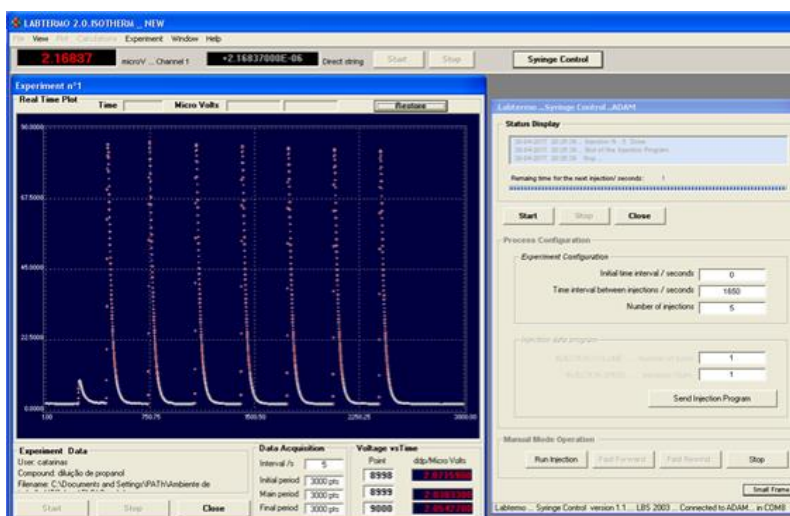 LABTERMO 2.0.ISOTHERM _ NEW
File View Plot Calculations Experiment Window Help
2.16837 microV ... Channel 1 +2.16837000E-06 Direct string Start Stop Syringe Control
Experiment n°1
Real Time Plot Time Micro Volts Restore
90.0000
67.5000
45.0000
22.5000
0.0000
1.00 750.75 1500.50 2250.25 3000.00
Experiment Data
User: catarinas
Compound: diluição de propanol
Filename: C:\Documents and Settings\PATh\Ambiente de
Start Stop Close
Data Acquisition
Interval /s 5
Initial period 3000 pts
Main period 3000 pts
Final period 3000 pts
Voltage vsTime
Point ddp/Micro Volts
8998
8999
9000
Labtermo ...Syringe Control ..ADAM
Status Display
Remaing time for the next injection/ seconds: 1
Start Stop Close
Process Configuration
Experiment Configuration
Initial time interval / seconds 0
Time interval between injections / seconds 1650
Number of injections 5
Injection data program
1
1
Send Injection Program
Manual Mode Operation
Run Injection Fast Forward Fast Rewind Stop
Small Frame
Labtermo ... Syringe Control version 1.1... LBS 2003 ... Connected to ADAM... in COM8